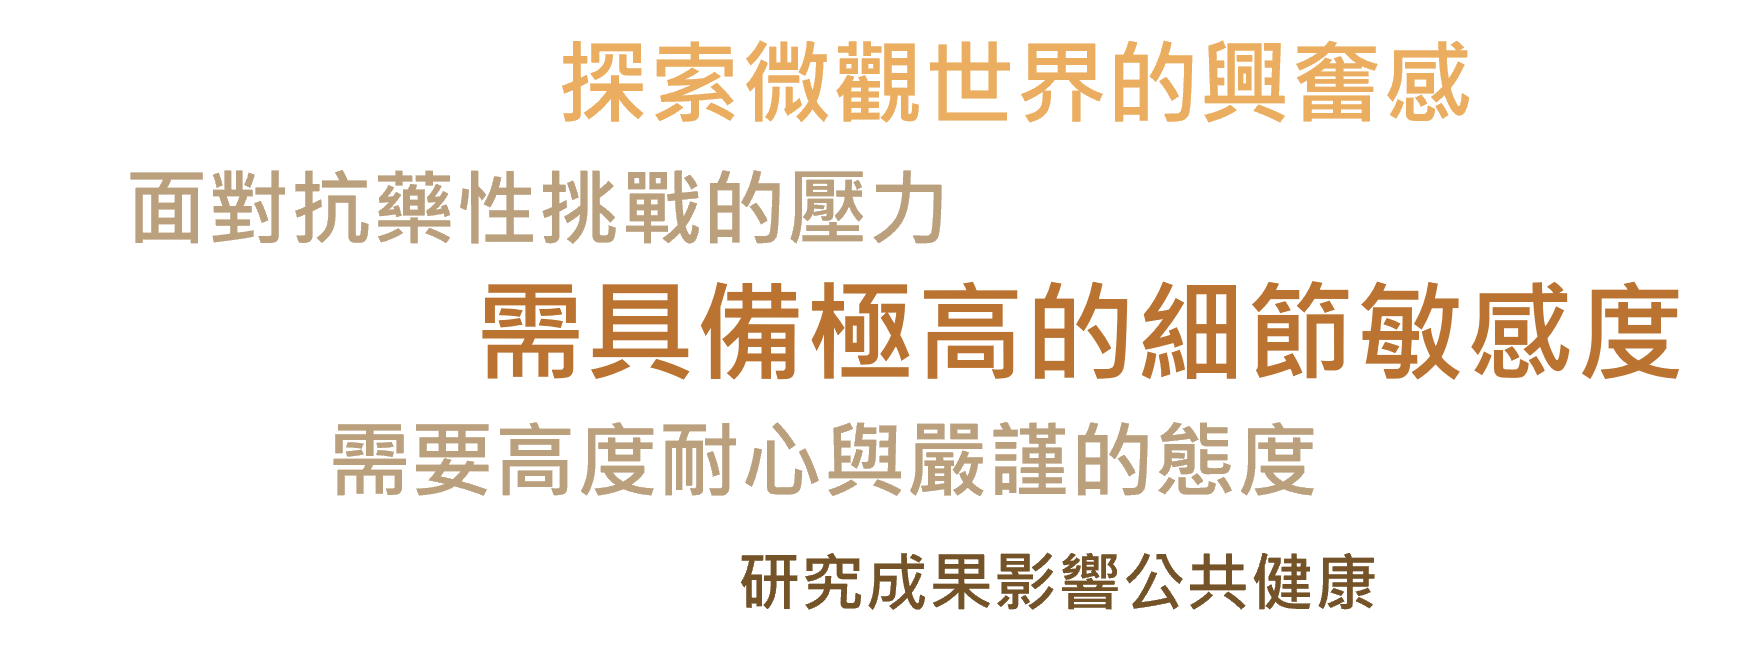 探索微觀世界的興奮感
面對抗藥性挑戰的壓力
需具備極高的細節敏感度
需要高度耐心與嚴謹的態度
研究成果影響公共健康